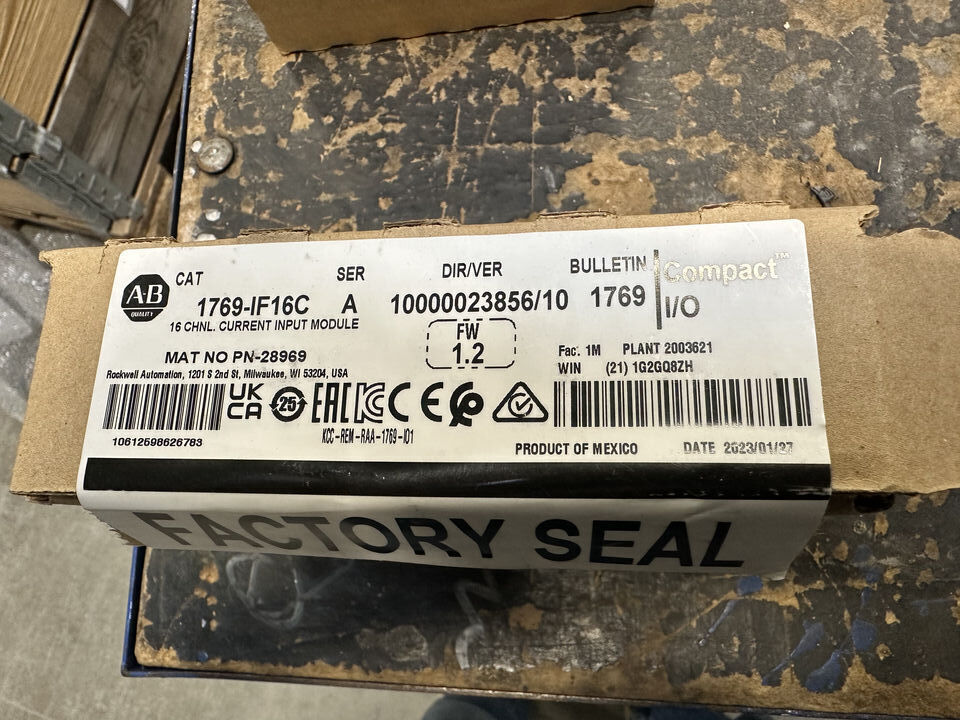 A-B
QUALITY
CAT
SER
DIR/VER
BULLETIN
Compact™
1769-IF16C
A
10000023856/10
1769
I/O
16 CHNL. CURRENT INPUT MODULE
FW
1.2
MAT NO PN-28969
Fac. 1M
PLANT 2003621
Rockwell Automation, 1201 S 2nd St, Milwaukee, WI 53204, USA
WIN
(21) 1G2GQ8ZH
UK
CA
25
EAC
CE
KCC-REM-RAA-1769-IO1
10612598626783
PRODUCT OF MEXICO
DATE 2023/01/27
FACTORY SEAL